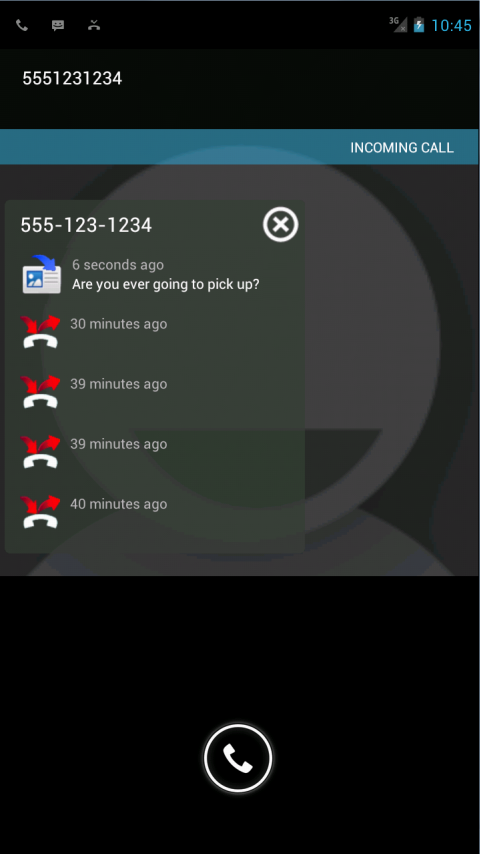 3G
10:45
5551231234
INCOMING CALL
555-123-1234
6 seconds ago
Are you ever going to pick up?
30 minutes ago
39 minutes ago
39 minutes ago
40 minutes ago